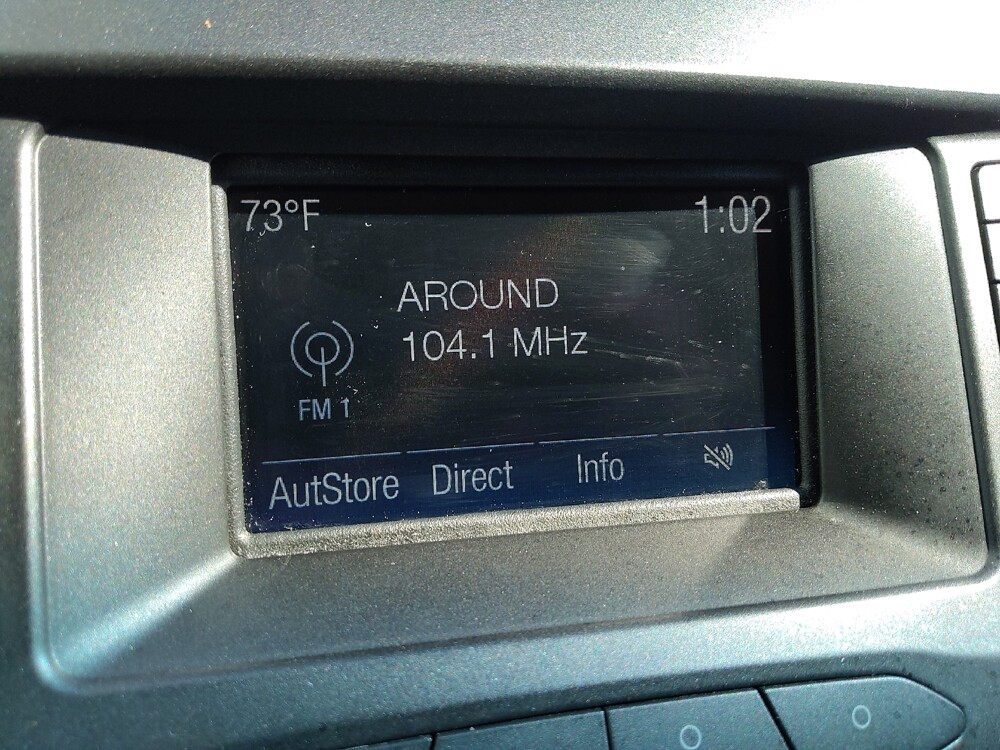 73°F 1:02
AROUND
104.1 MHz
FM 1
AutStore Direct Info